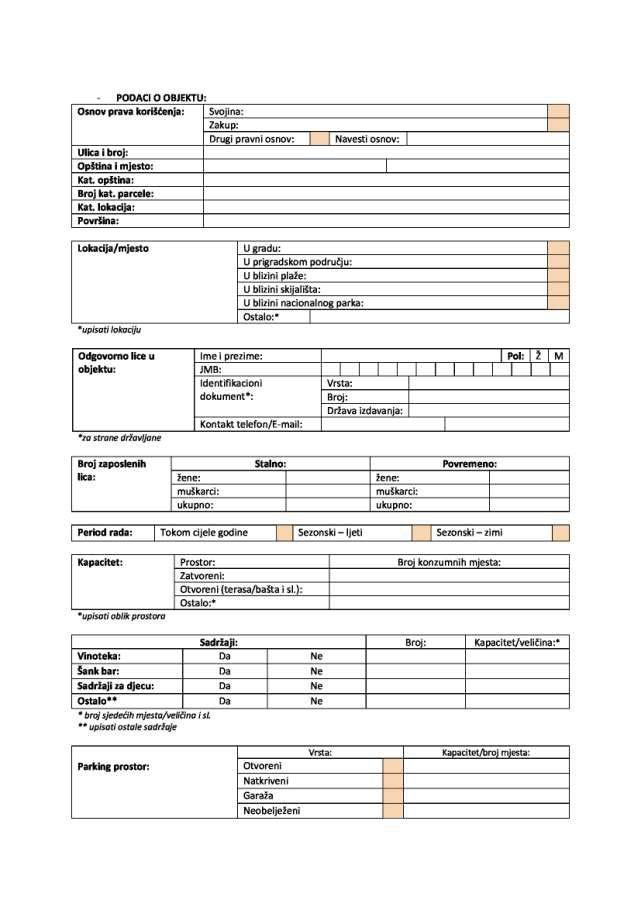 - PODACI O OBJEKTU:
Osnov prava korišćenja: Svojina:
Zakup:
Drugi pravni osnov: Navesti osnov:
Ulica i broj:
Opština i mjesto:
Kat. opština:
Broj kat. parcele:
Kat. lokacija:
Površina:
Lokacija/mjesto U gradu:
U prigradskom području:
U blizini plaže:
U blizini skijališta:
U blizini nacionalnog parka:
Ostalo:*
*upisati lokaciju
Odgovorno lice u Ime i prezime: Pol: Ž M
objektu: JMB:
Identifikacioni Vrsta:
dokument*: Broj:
Država izdavanja:
Kontakt telefon/E-mail:
*za strane državljane
Broj zaposlenih Stalno: Povremeno:
lica: žene: žene:
muškarci: muškarci:
ukupno: ukupno:
Period rada: Tokom cijele godine Sezonski – ljeti Sezonski – zimi
Kapacitet: Prostor: Broj konzumnih mjesta:
Zatvoreni:
Otvoreni (terasa/bašta i sl.):
Ostalo:*
*upisati oblik prostora
Sadržaji: Broj: Kapacitet/veličina:*
Vinoteka: Da Ne
Šank bar: Da Ne
Sadržaji za djecu: Da Ne
Ostalo** Da Ne
* broj sjedećih mjesta/veličina i sl.
** upisati ostale sadržaje
Vrsta: Kapacitet/broj mjesta:
Parking prostor: Otvoreni
Natkriveni
Garaža
Neobelježeni